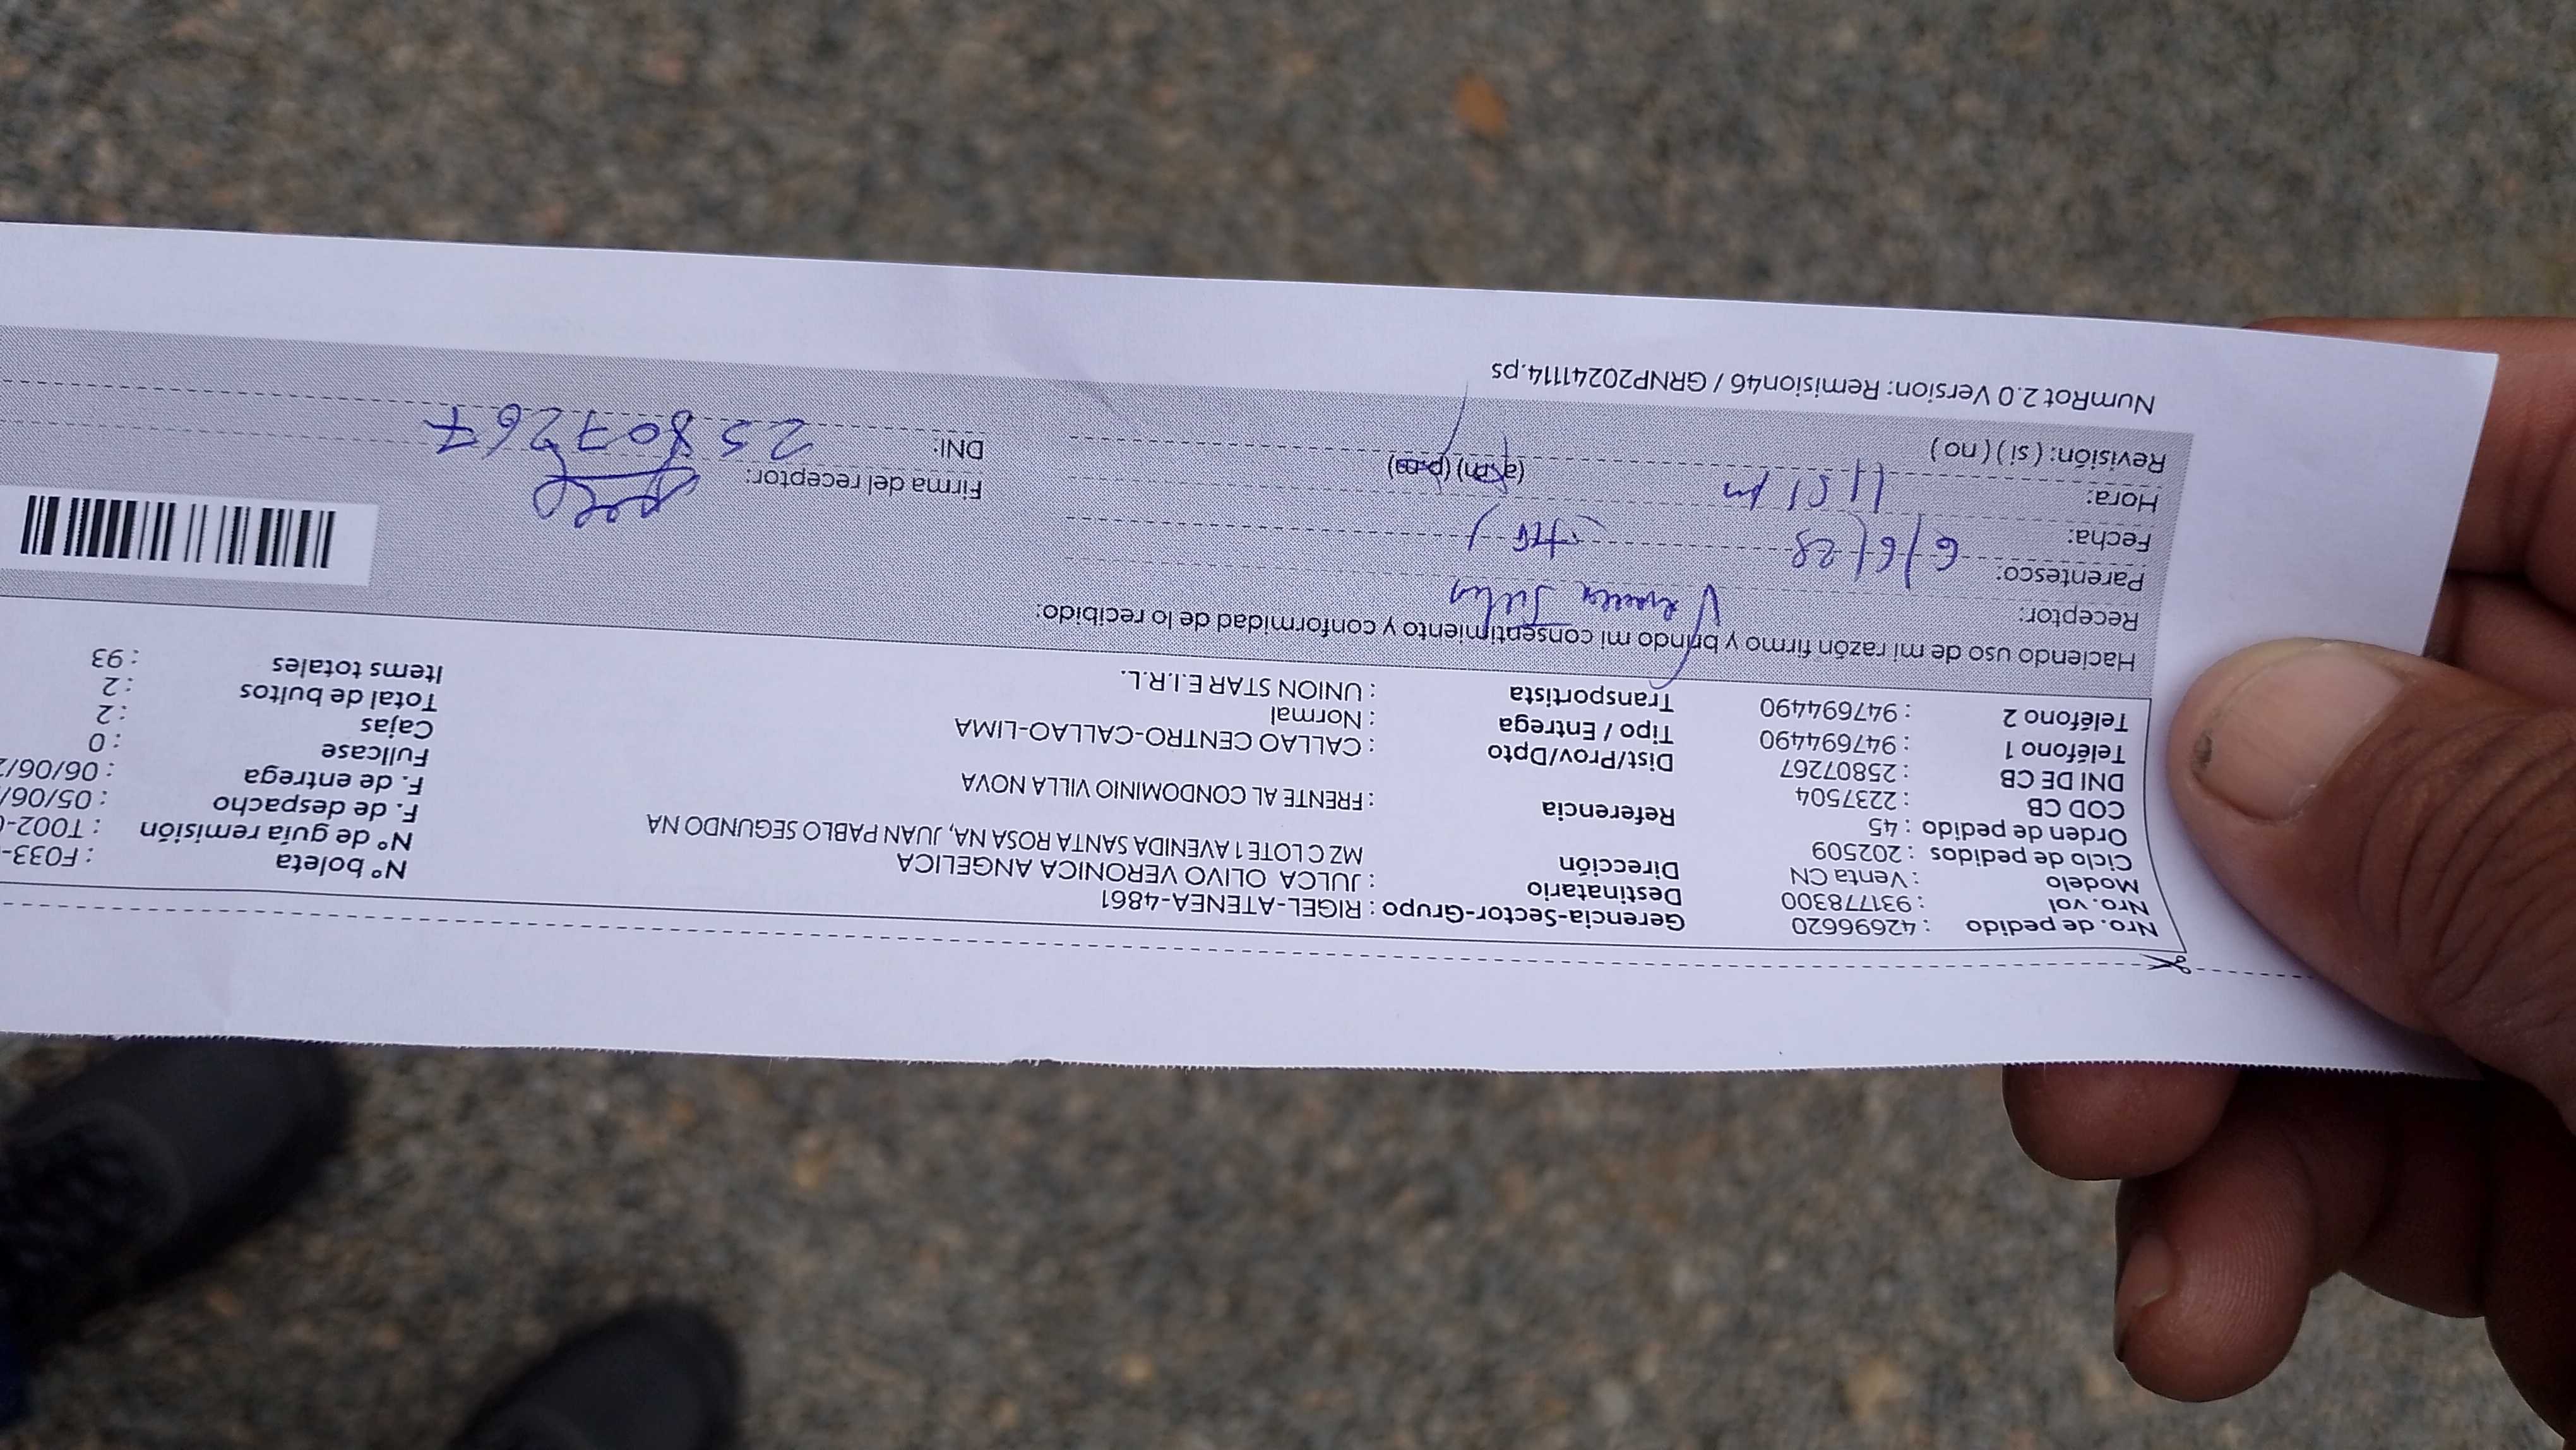 Nro. de pedido : 42696620 Gerencia-Sector-Grupo : RIGEL-ATENEA-4861 N° boleta : F033-
Nro. vol : 931778300 Destinatario : JULCA OLIVO VERONICA ANGELICA N° de guía remisión : T002-
Modelo : Venta CN Dirección MZ C LOTE 1 AVENIDA SANTA ROSA NA, JUAN PABLO SEGUNDO NA F. de despacho : 05/06/
Ciclo de pedidos : 202509 F. de entrega : 06/06/2
Orden de pedido : 45 Referencia : FRENTE AL CONDOMINIO VILLA NOVA Fullcase : 0
COD CB : 2237504 Cajas : 2
DNI DE CB : 25807267 Dist/Prov/Dpto : CALLAO CENTRO-CALLAO-LIMA Total de bultos : 2
Teléfono 1 : 947694490 Tipo / Entrega : Normal Items totales : 93
Teléfono 2 : 947694490 Transportista : UNION STAR E.I.R.L.
Haciendo uso de mi razón firmo y brindo mi consentimiento y conformidad de lo recibido:
Receptor:
Parentesco:
Fecha: 6/6/25
Hora: 11 51 (a.m) (p.m) Firma del receptor:
Revisión: ( si ) ( no ) DNI: 25807267
NumRot 2.0 Version: Remision46 / GRNP20241114.ps